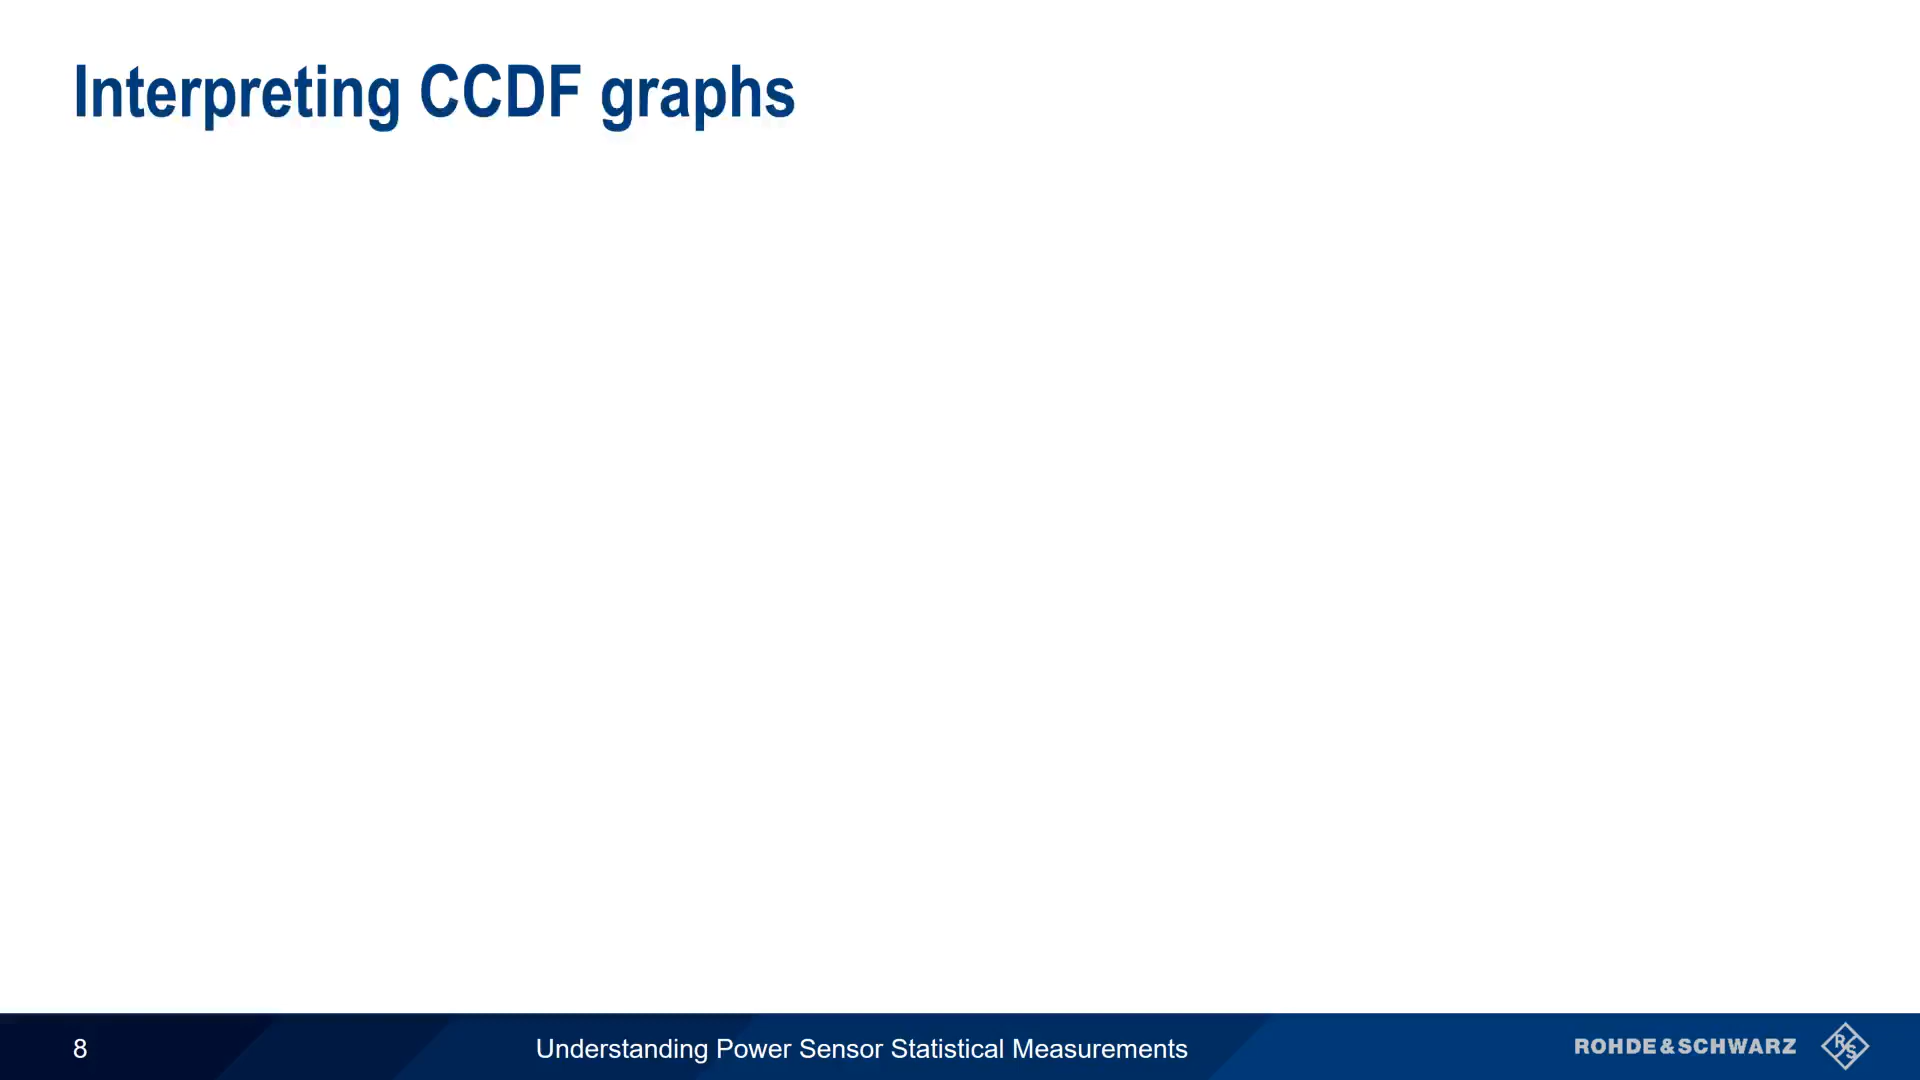 Interpreting CCDF graphs
8
Understanding Power Sensor Statistical Measurements
ROHDE&SCHWARZ
R
S